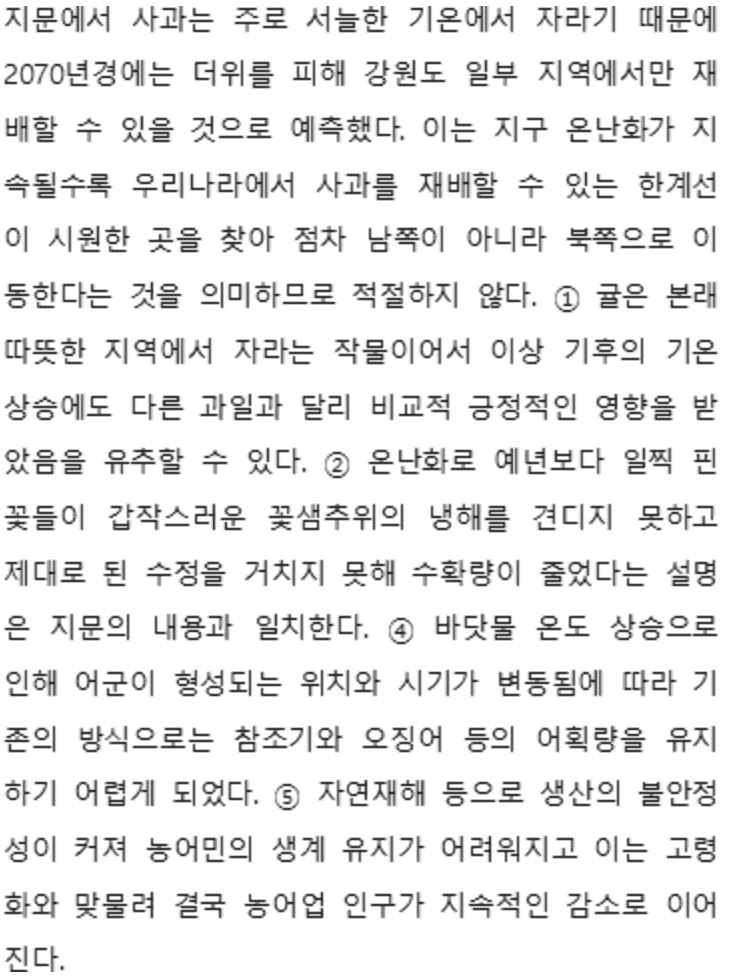 지문에서 사과는 주로 서늘한 기온에서 자라기 때문에
2070년경에는 더위를 피해 강원도 일부 지역에서만 재
배할 수 있을 것으로 예측했다. 이는 지구 온난화가 지
속될수록 우리나라에서 사과를 재배할 수 있는 한계선
이 시원한 곳을 찾아 점차 남쪽이 아니라 북쪽으로 이
동한다는 것을 의미하므로 적절하지 않다. ① 귤은 본래
따뜻한 지역에서 자라는 작물이어서 이상 기후의 기온
상승에도 다른 과일과 달리 비교적 긍정적인 영향을 받
았음을 유추할 수 있다. ② 온난화로 예년보다 일찍 핀
꽃들이 갑작스러운 꽃샘추위의 냉해를 견디지 못하고
제대로 된 수정을 거치지 못해 수확량이 줄었다는 설명
은 지문의 내용과 일치한다. ④ 바닷물 온도 상승으로
인해 어군이 형성되는 위치와 시기가 변동됨에 따라 기
존의 방식으로는 참조기와 오징어 등의 어획량을 유지
하기 어렵게 되었다. ⑤ 자연재해 등으로 생산의 불안정
성이 커져 농어민의 생계 유지가 어려워지고 이는 고령
화와 맞물려 결국 농어업 인구가 지속적인 감소로 이어
진다.